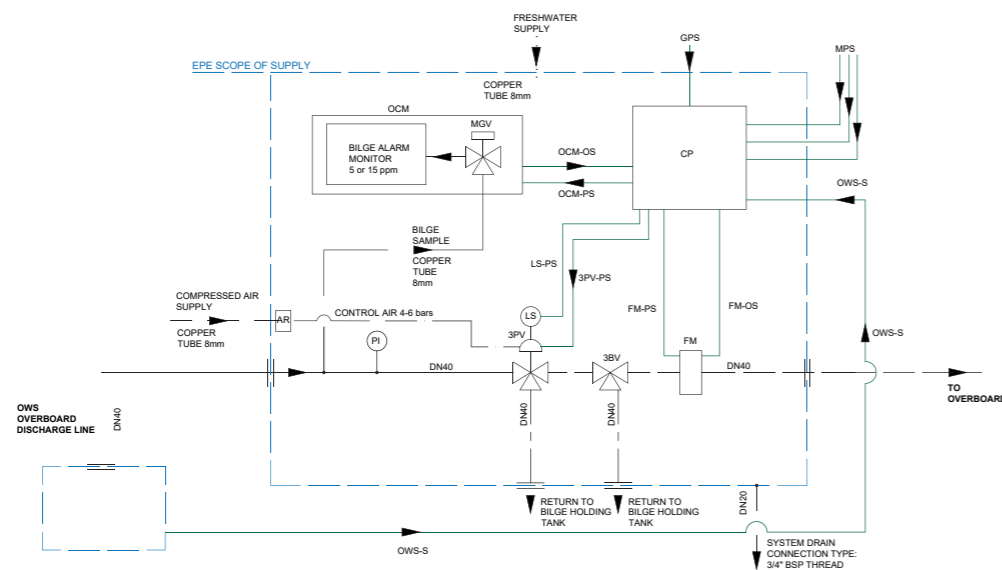 FRESHWATER
SUPPLY
GPS
MPS
EPE SCOPE OF SUPPLY
COPPER
TUBE 8mm
OCM
MGV
BILGE ALARM
MONITOR
5 or 15 ppm
OCM-OS
CP
OCM-PS
OWS-S
BILGE
SAMPLE
COPPER
TUBE
8mm
LS-PS
3PV-PS
FM-PS
FM-OS
COMPRESSED AIR
SUPPLY
COPPER
TUBE 8mm
AR
CONTROL AIR 4-6 bars
LS
3PV
PI
3BV
FM
OWS-S
DN40
DN40
TO
OVERBOARD
OWS
OVERBOARD
DISCHARGE LINE
DN40
DN40
DN40
DN20
RETURN TO
BILGE HOLDING
TANK
RETURN TO
BILGE HOLDING
TANK
OWS-S
SYSTEM DRAIN
CONNECTION TYPE:
3/4" BSP THREAD